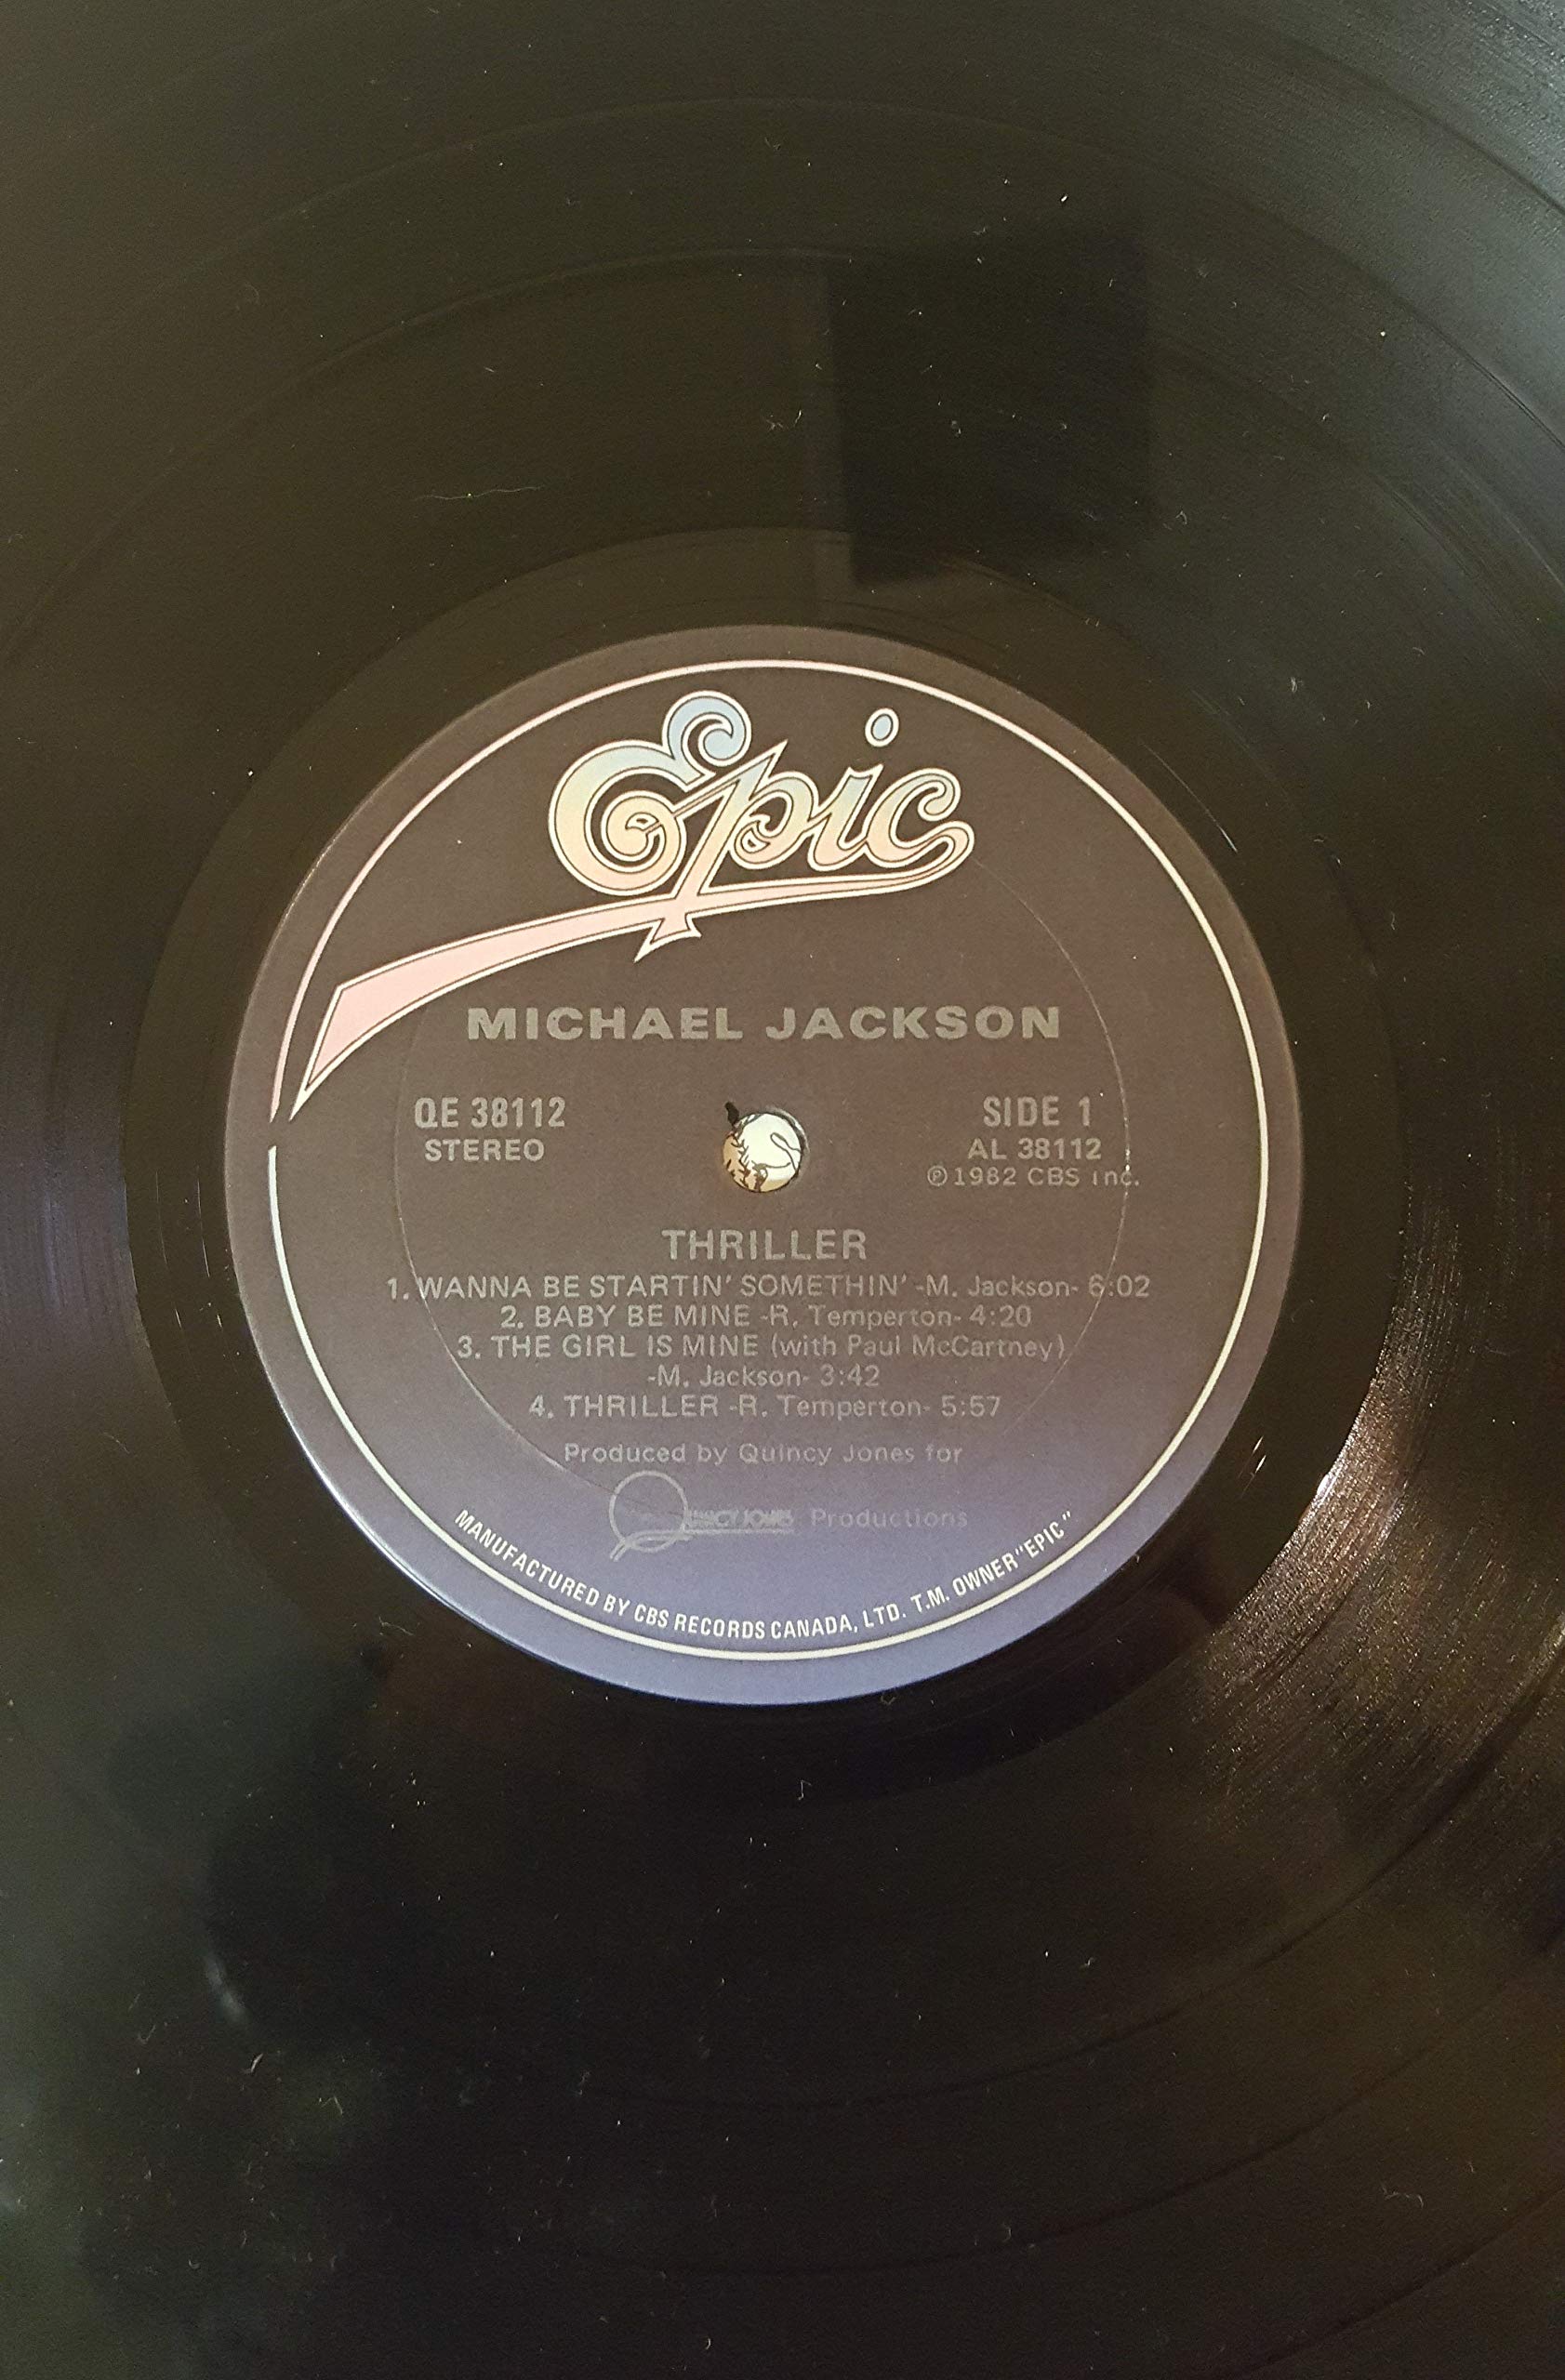 Epic
MICHAEL JACKSON
QE 38112
STEREO
SIDE 1
AL 38112
℗1982 CBS Inc.
THRILLER
1. WANNA BE STARTIN' SOMETHIN' -M. Jackson- 6:02
2. BABY BE MINE -R. Temperton- 4:20
3. THE GIRL IS MINE (with Paul McCartney)
-M. Jackson- 3:42
4. THRILLER -R. Temperton- 5:57
Produced by Quincy Jones for
QUINCY JONES Productions
MANUFACTURED BY CBS RECORDS CANADA, LTD. T.M. OWNER "EPIC"